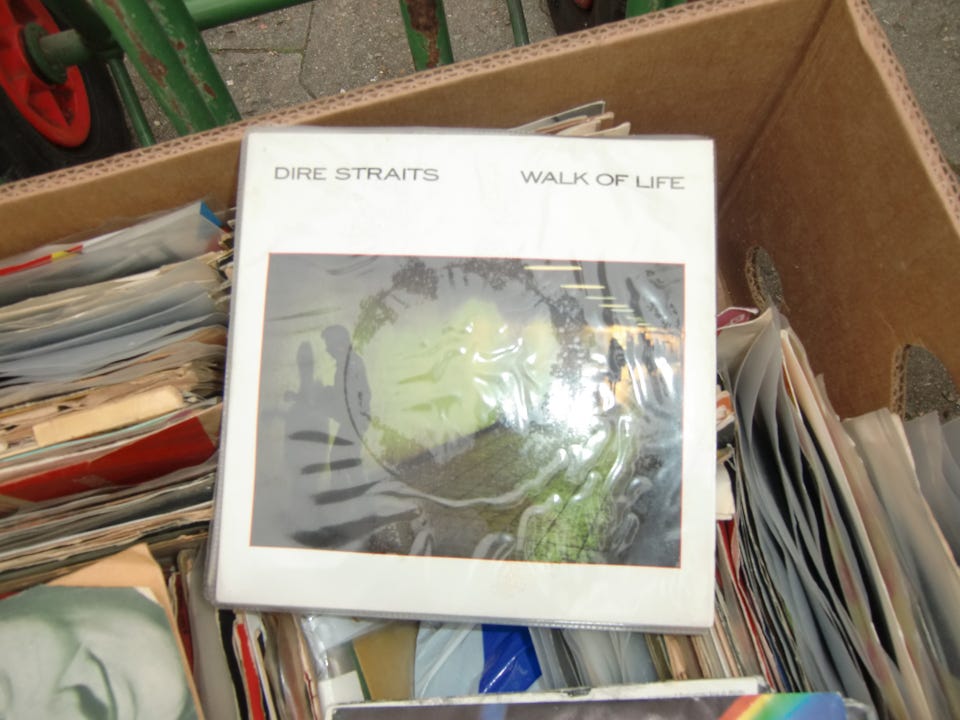 DIRE STRAITS WALK OF LIFE